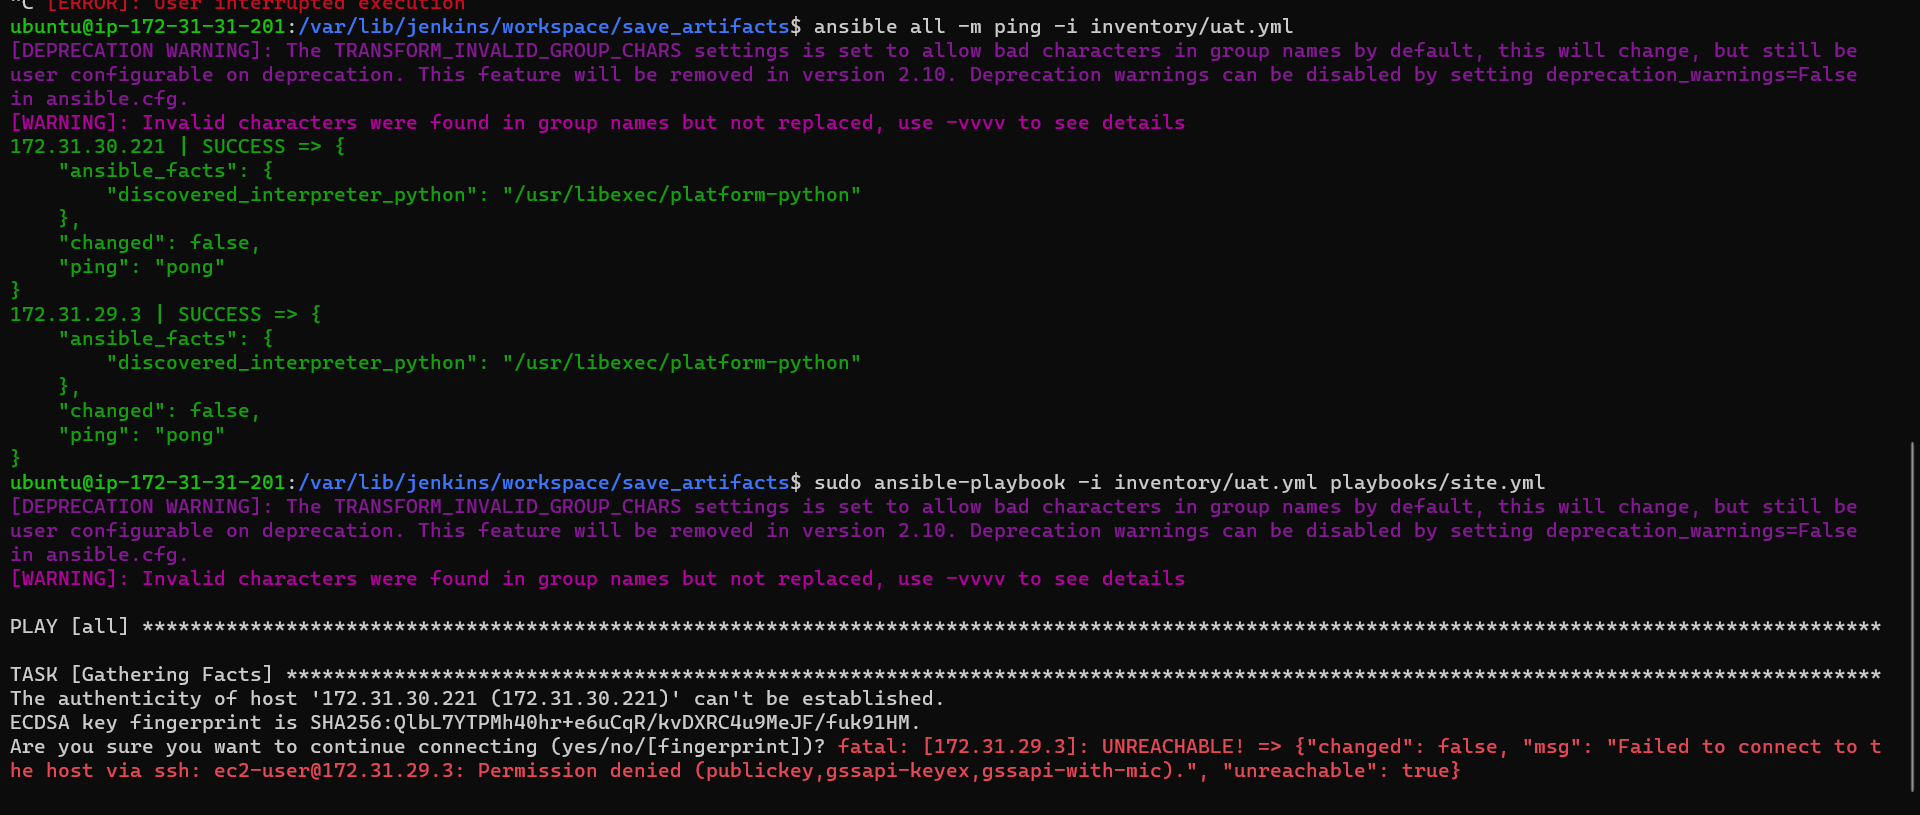 ^C [ERROR]: User interrupted execution
ubuntu@ip-172-31-31-201:/var/lib/jenkins/workspace/save_artifacts$ ansible all -m ping -i inventory/uat.yml
[DEPRECATION WARNING]: The TRANSFORM_INVALID_GROUP_CHARS settings is set to allow bad characters in group names by default, this will change, but still be
user configurable on deprecation. This feature will be removed in version 2.10. Deprecation warnings can be disabled by setting deprecation_warnings=False
in ansible.cfg.
[WARNING]: Invalid characters were found in group names but not replaced, use -vvvv to see details
172.31.30.221 | SUCCESS => {
    "ansible_facts": {
        "discovered_interpreter_python": "/usr/libexec/platform-python"
    },
    "changed": false,
    "ping": "pong"
}
172.31.29.3 | SUCCESS => {
    "ansible_facts": {
        "discovered_interpreter_python": "/usr/libexec/platform-python"
    },
    "changed": false,
    "ping": "pong"
}
ubuntu@ip-172-31-31-201:/var/lib/jenkins/workspace/save_artifacts$ sudo ansible-playbook -i inventory/uat.yml playbooks/site.yml
[DEPRECATION WARNING]: The TRANSFORM_INVALID_GROUP_CHARS settings is set to allow bad characters in group names by default, this will change, but still be
user configurable on deprecation. This feature will be removed in version 2.10. Deprecation warnings can be disabled by setting deprecation_warnings=False
in ansible.cfg.
[WARNING]: Invalid characters were found in group names but not replaced, use -vvvv to see details
PLAY [all] *************************************************************************************************************************************************
TASK [Gathering Facts] *************************************************************************************************************************************
The authenticity of host '172.31.30.221 (172.31.30.221)' can't be established.
ECDSA key fingerprint is SHA256:QlbL7YTPMh40hr+e6uCqR/kvDXRC4u9MeJF/fuk91HM.
Are you sure you want to continue connecting (yes/no/[fingerprint])? fatal: [172.31.29.3]: UNREACHABLE! => {"changed": false, "msg": "Failed to connect to t
he host via ssh: ec2-user@172.31.29.3: Permission denied (publickey,gssapi-keyex,gssapi-with-mic).", "unreachable": true}